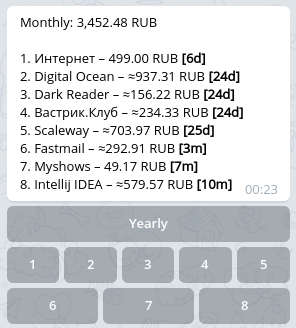 Monthly: 3,452.48 RUB
1. Интернет – 499.00 RUB [6d]
2. Digital Ocean – ≈937.31 RUB [24d]
3. Dark Reader – ≈156.22 RUB [24d]
4. Вастрик.Клуб – ≈234.33 RUB [24d]
5. Scaleway – ≈703.97 RUB [25d]
6. Fastmail – ≈292.91 RUB [3m]
7. Myshows – 49.17 RUB [7m]
8. Intellij IDEA – ≈579.57 RUB [10m]
00:23
Yearly
1 2 3 4 5
6 7 8